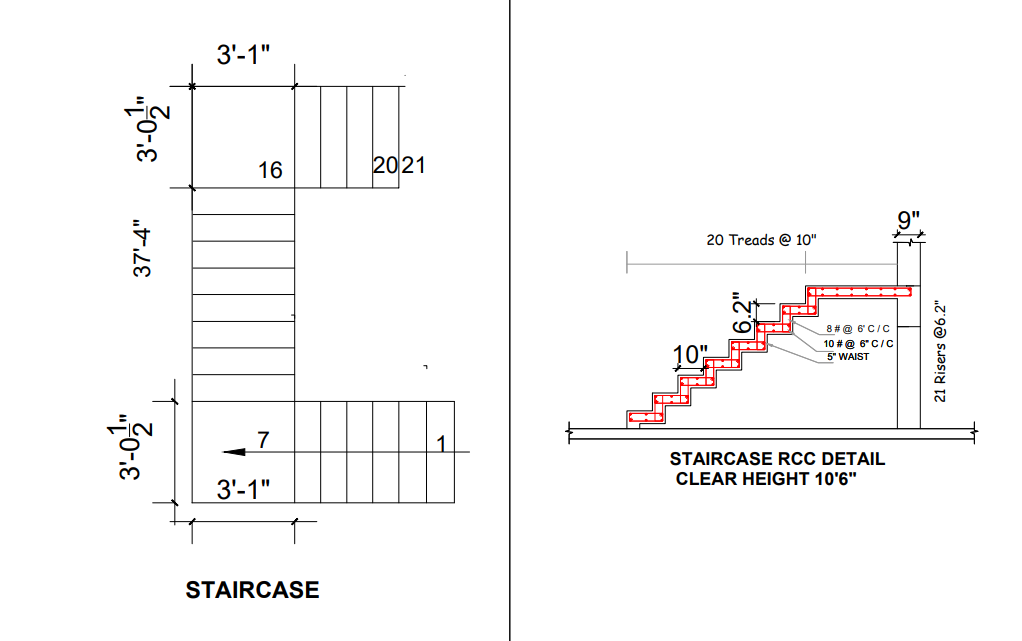 3'-1"
3'-0 1/2"
16
20 21
37'-4"
3'-0 1/2"
7
1
3'-1"
STAIRCASE
9"
20 Treads @ 10"
6.2"
8 # @ 6' C / C
10 # @ 6" C / C
5" WAIST
10"
21 Risers @6.2"
STAIRCASE RCC DETAIL
CLEAR HEIGHT 10'6"